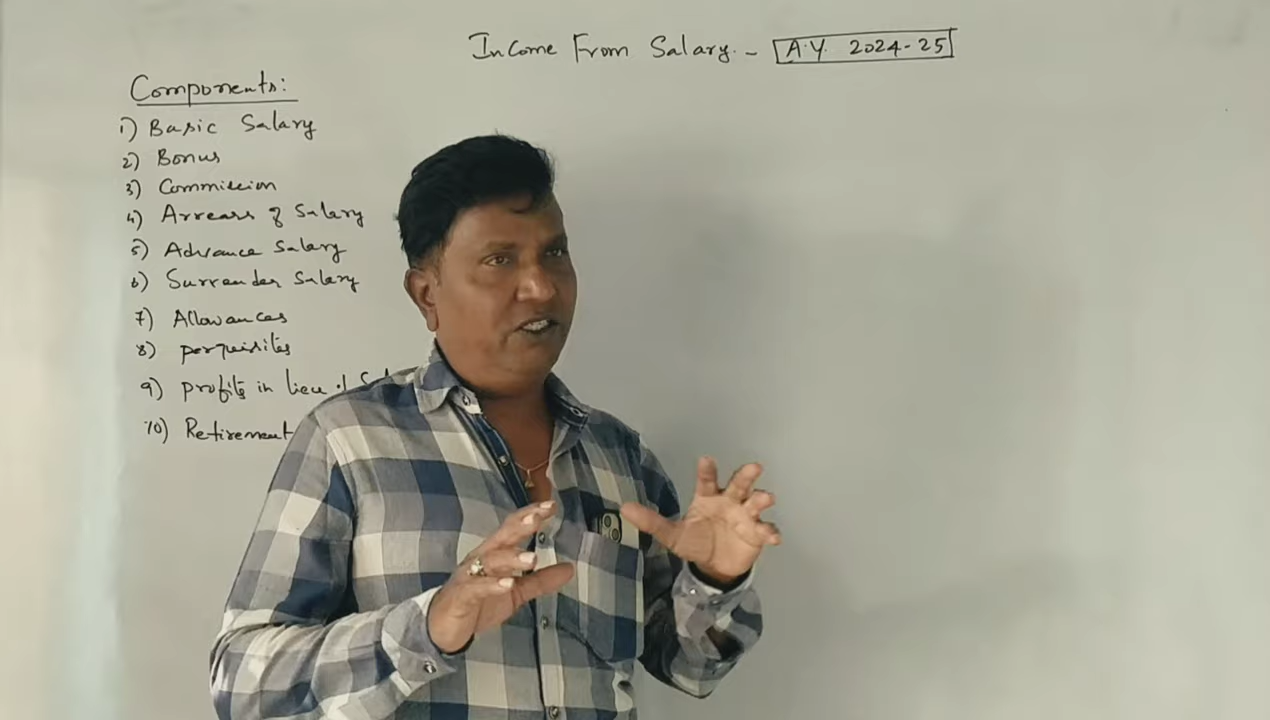 Income From Salary. - A.Y. 2024-25
Components:
1) Basic Salary
2) Bonus
3) Commission
4) Arrears of Salary
5) Advance Salary
6) Surrender Salary
7) Allowances
8) perquisites
9) profits in lieu of
10) Retirement